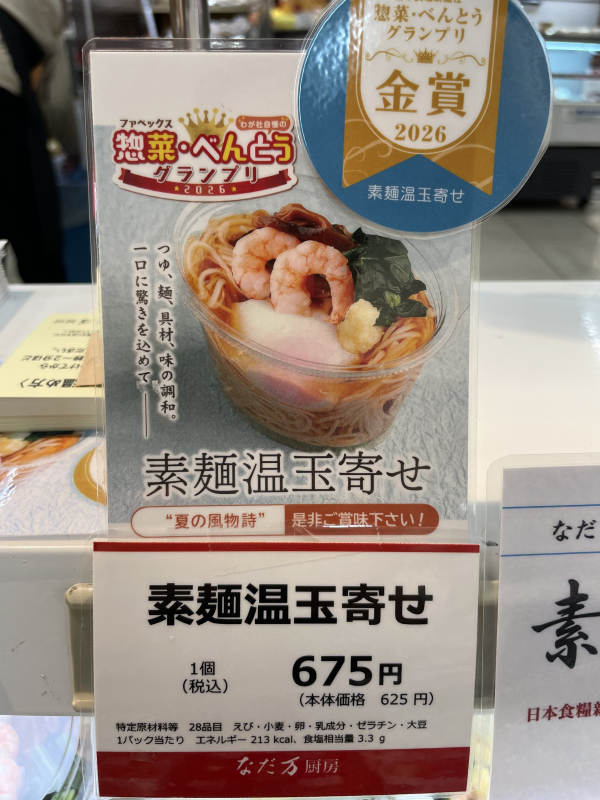 惣菜・べんとう
グランプリ
金賞
2026
素麺温玉寄せ
ファベックス
わが社自慢の
惣菜・べんとう
グランプリ
★2026★
つゆ、麺、具材、味の調和。
一口に驚きを込めて――
素麺温玉寄せ
“夏の風物詩” 是非ご賞味下さい!
素麺温玉寄せ
1個
(税込)
675円
(本体価格 625円)
特定原材料等 28品目 えび・小麦・卵・乳成分・ゼラチン・大豆
1パック当たり エネルギー 213 kcal、食塩相当量 3.3 g
なだ万厨房
温め方〉
なだ
素
日本食糧新